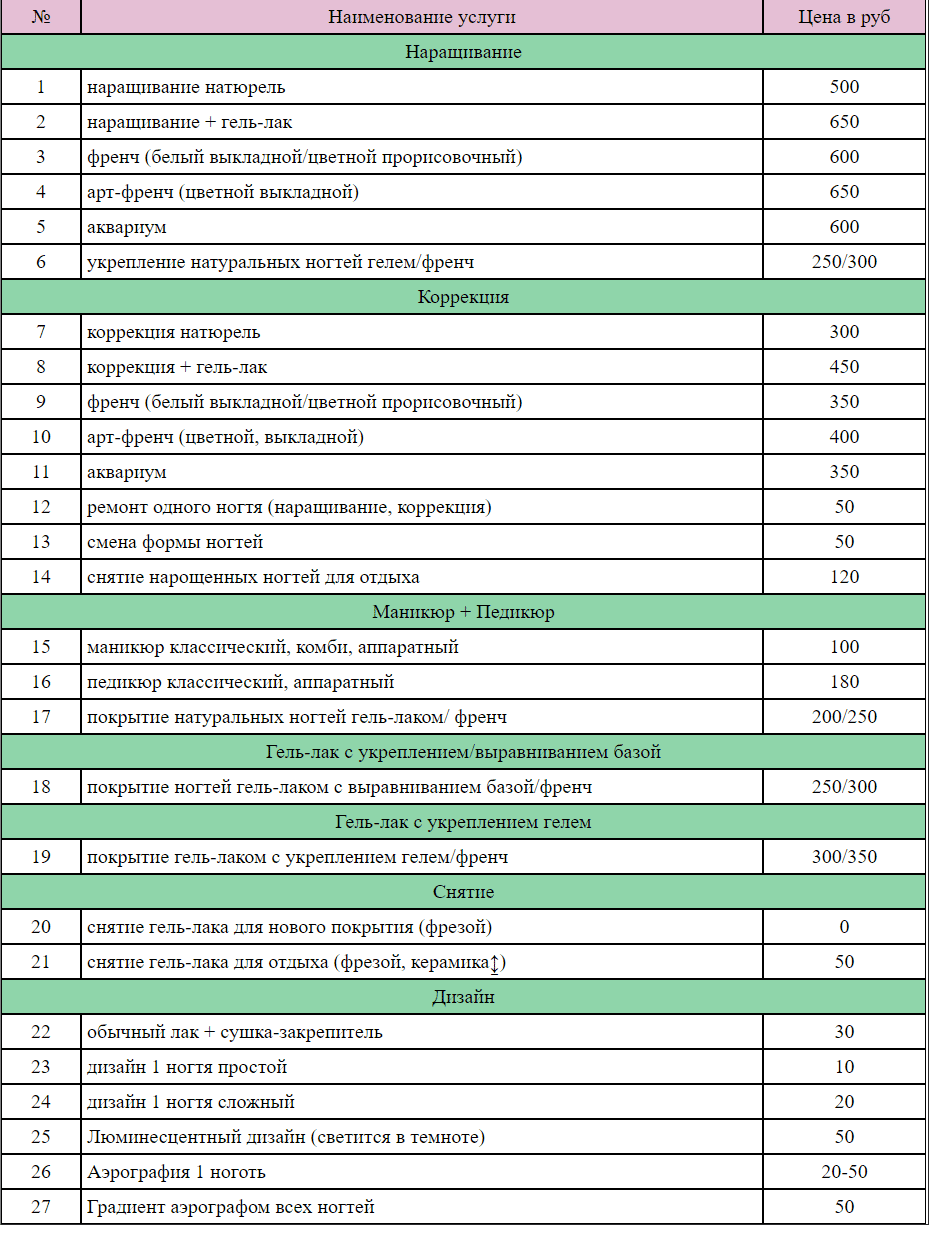 № Наименование услуги Цена в руб
Наращивание
1 наращивание натюрель 500
2 наращивание + гель-лак 650
3 френч (белый выкладной/цветной прорисовочный) 600
4 арт-френч (цветной выкладной) 650
5 аквариум 600
6 укрепление натуральных ногтей гелем/френч 250/300
Коррекция
7 коррекция натюрель 300
8 коррекция + гель-лак 450
9 френч (белый выкладной/цветной прорисовочный) 350
10 арт-френч (цветной, выкладной) 400
11 аквариум 350
12 ремонт одного ногтя (наращивание, коррекция) 50
13 смена формы ногтей 50
14 снятие нарощенных ногтей для отдыха 120
Маникюр + Педикюр
15 маникюр классический, комби, аппаратный 100
16 педикюр классический, аппаратный 180
17 покрытие натуральных ногтей гель-лаком/ френч 200/250
Гель-лак с укреплением/выравниванием базой
18 покрытие ногтей гель-лаком с выравниванием базой/френч 250/300
Гель-лак с укреплением гелем
19 покрытие гель-лаком с укреплением гелем/френч 300/350
Снятие
20 снятие гель-лака для нового покрытия (фрезой) 0
21 снятие гель-лака для отдыха (фрезой, керамика↨) 50
Дизайн
22 обычный лак + сушка-закрепитель 30
23 дизайн 1 ногтя простой 10
24 дизайн 1 ногтя сложный 20
25 Люминесцентный дизайн (светится в темноте) 50
26 Аэрография 1 ноготь 20-50
27 Градиент аэрографом всех ногтей 50